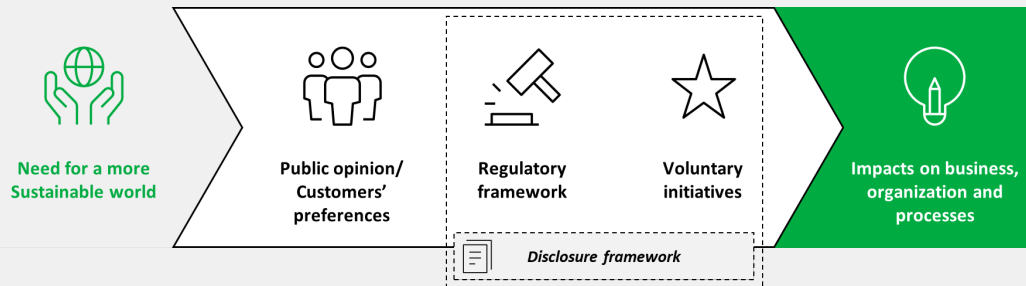 Need for a more
Sustainable world
Public opinion/
Customers’
preferences
Regulatory
framework
Voluntary
initiatives
Impacts on business,
organization and
processes
Disclosure framework